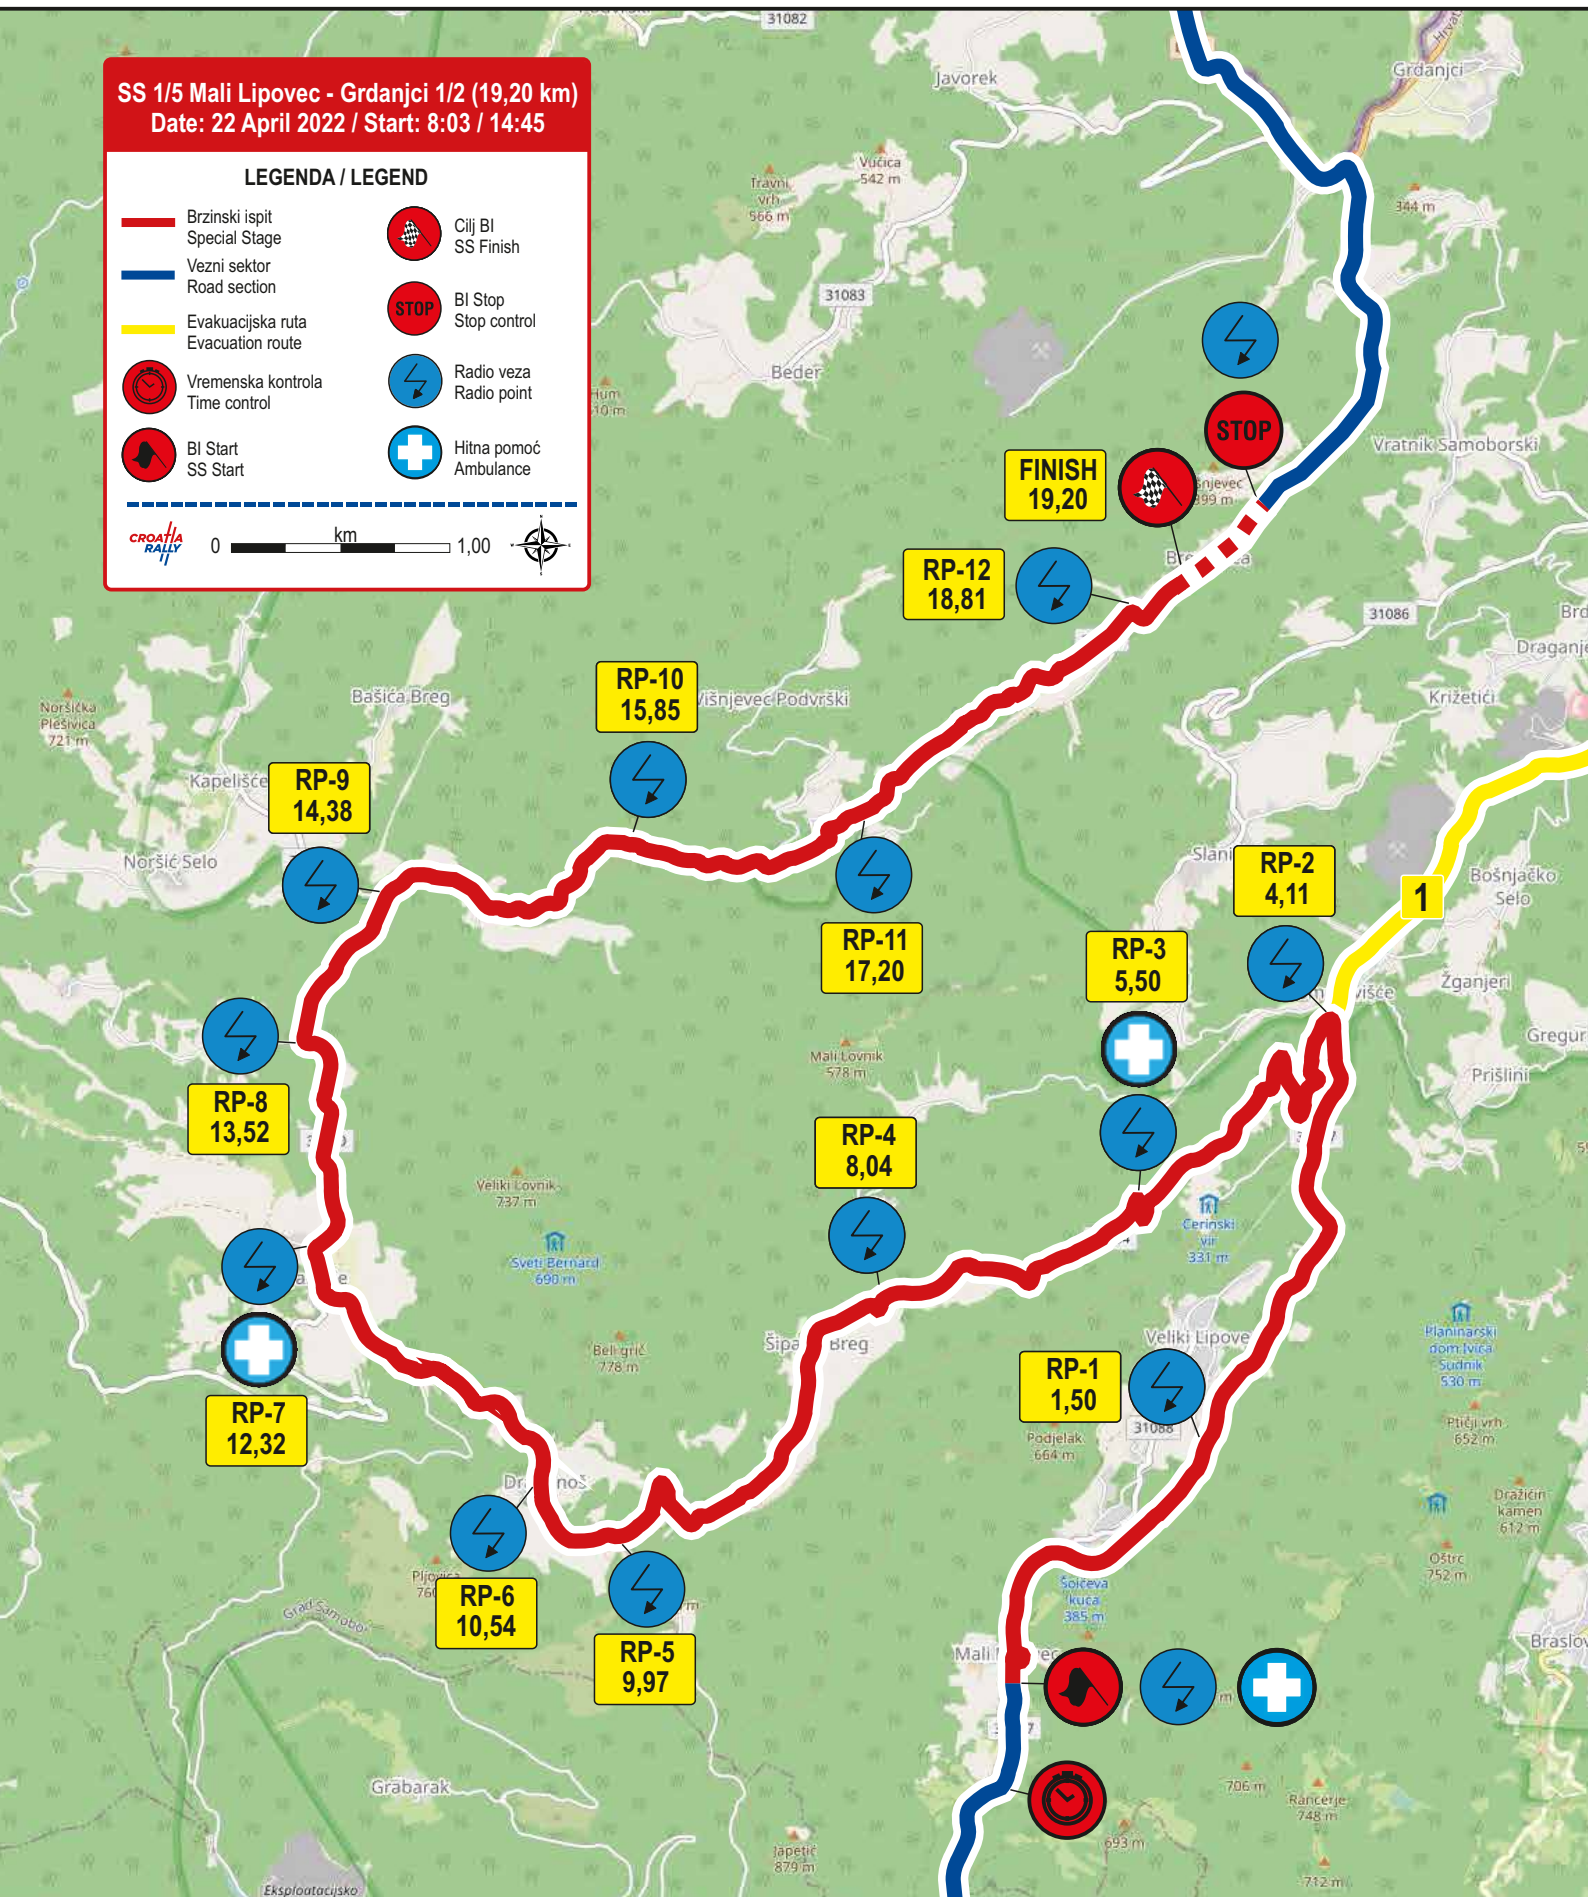 31082
Javorek
Grdanjci
SS 1/5 Mali Lipovec - Grdanjci 1/2 (19,20 km)
Date: 22 April 2022 / Start: 8:03 / 14:45
LEGENDA / LEGEND
Brzinski ispit
Special Stage
Vezni sektor
Road section
Evakuacijska ruta
Evacuation route
Vremenska kontrola
Time control
BI Start
SS Start
Cilj BI
SS Finish
STOP
BI Stop
Stop control
Radio veza
Radio point
Hitna pomoć
Ambulance
CROATIA
RALLY
0
km
1,00
Vučica
542 m
Travni
vrh
566 m
344 m
31083
Beder
Hum
Vratnik Samoborski
STOP
FINISH
19,20
RP-12
18,81
31086
Križetići
RP-10
15,85
Višnjevec Podvrški
Bašića Breg
Noršićka
Plešivica
721 m
Kapelišće
RP-9
14,38
Noršić Selo
RP-11
17,20
RP-2
4,11
1
Bošnjačko
Selo
RP-3
5,50
Žganjeri
Prišlini
Mali Lovnik
578 m
RP-8
13,52
RP-4
8,04
Veliki Lovnik
737 m
Sveti Bernard
690 m
Cerinski
vir
331 m
RP-7
12,32
Beli grič
778 m
Breg
Veliki Lipove
RP-1
1,50
31088
Podjelak
664 m
Planinarski
dom Ivica
Sudnik
530 m
Ptičji vrh
652 m
Dražićin
kamen
612 m
Oštrc
752 m
RP-6
10,54
RP-5
9,97
Šoićeva
kuća
385 m
Mali
Grad Samobor
Grabarak
Japetić
879 m
706 m
Rancerje
748 m
693 m
712 m
Eksploatacijsko